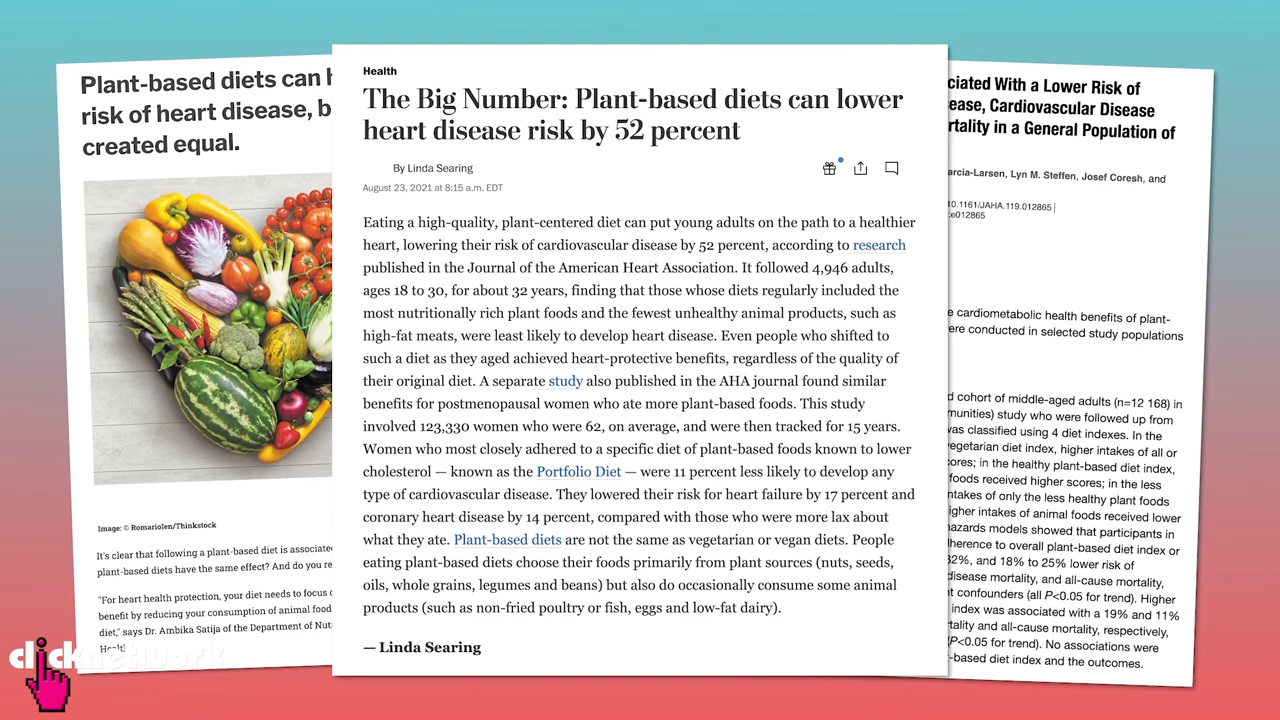 Plant-based diets can
risk of heart disease,
created equal.
Image: © Romariolen/Thinkstock
It's clear that following a plant-based diet is
plant-based diets have the same effect? And do you
"For heart health protection, your diet needs to focus
benefit by reducing your consumption of animal
diet," says Dr. Ambika Satija of the Department of
clicknetwork
Health
The Big Number: Plant-based diets can lower
heart disease risk by 52 percent
By Linda Searing
August 23, 2021 at 8:15 a.m. EDT
Eating a high-quality, plant-centered diet can put young adults on the path to a healthier
heart, lowering their risk of cardiovascular disease by 52 percent, according to research
published in the Journal of the American Heart Association. It followed 4,946 adults,
ages 18 to 30, for about 32 years, finding that those whose diets regularly included the
most nutritionally rich plant foods and the fewest unhealthy animal products, such as
high-fat meats, were least likely to develop heart disease. Even people who shifted to
such a diet as they aged achieved heart-protective benefits, regardless of the quality of
their original diet. A separate study also published in the AHA journal found similar
benefits for postmenopausal women who ate more plant-based foods. This study
involved 123,330 women who were 62, on average, and were then tracked for 15 years.
Women who most closely adhered to a specific diet of plant-based foods known to lower
cholesterol — known as the Portfolio Diet — were 11 percent less likely to develop any
type of cardiovascular disease. They lowered their risk for heart failure by 17 percent and
coronary heart disease by 14 percent, compared with those who were more lax about
what they ate. Plant-based diets are not the same as vegetarian or vegan diets. People
eating plant-based diets choose their foods primarily from plant sources (nuts, seeds,
oils, whole grains, legumes and beans) but also do occasionally consume some animal
products (such as non-fried poultry or fish, eggs and low-fat dairy).
— Linda Searing
With a Lower Risk of
Cardiovascular Disease
in a General Population of
Lyn M. Steffen, Josef Coresh, and
10.1161/JAHA.119.012865 |
cardiometabolic health benefits of plant-
were conducted in selected study populations
cohort of middle-aged adults (n=12 168) in
study who were followed up from
was classified using 4 diet indexes. In the
vegetarian diet index, higher intakes of all or
in the healthy plant-based diet index,
foods received higher scores; in the less
intakes of only the less healthy plant foods
higher intakes of animal foods received lower
hazards models showed that participants in
adherence to overall plant-based diet index or
and 18% to 25% lower risk of
disease mortality, and all-cause mortality,
confounders (all P<0.05 for trend). Higher
index was associated with a 19% and 11%
and all-cause mortality, respectively,
(P<0.05 for trend). No associations were
-based diet index and the outcomes.